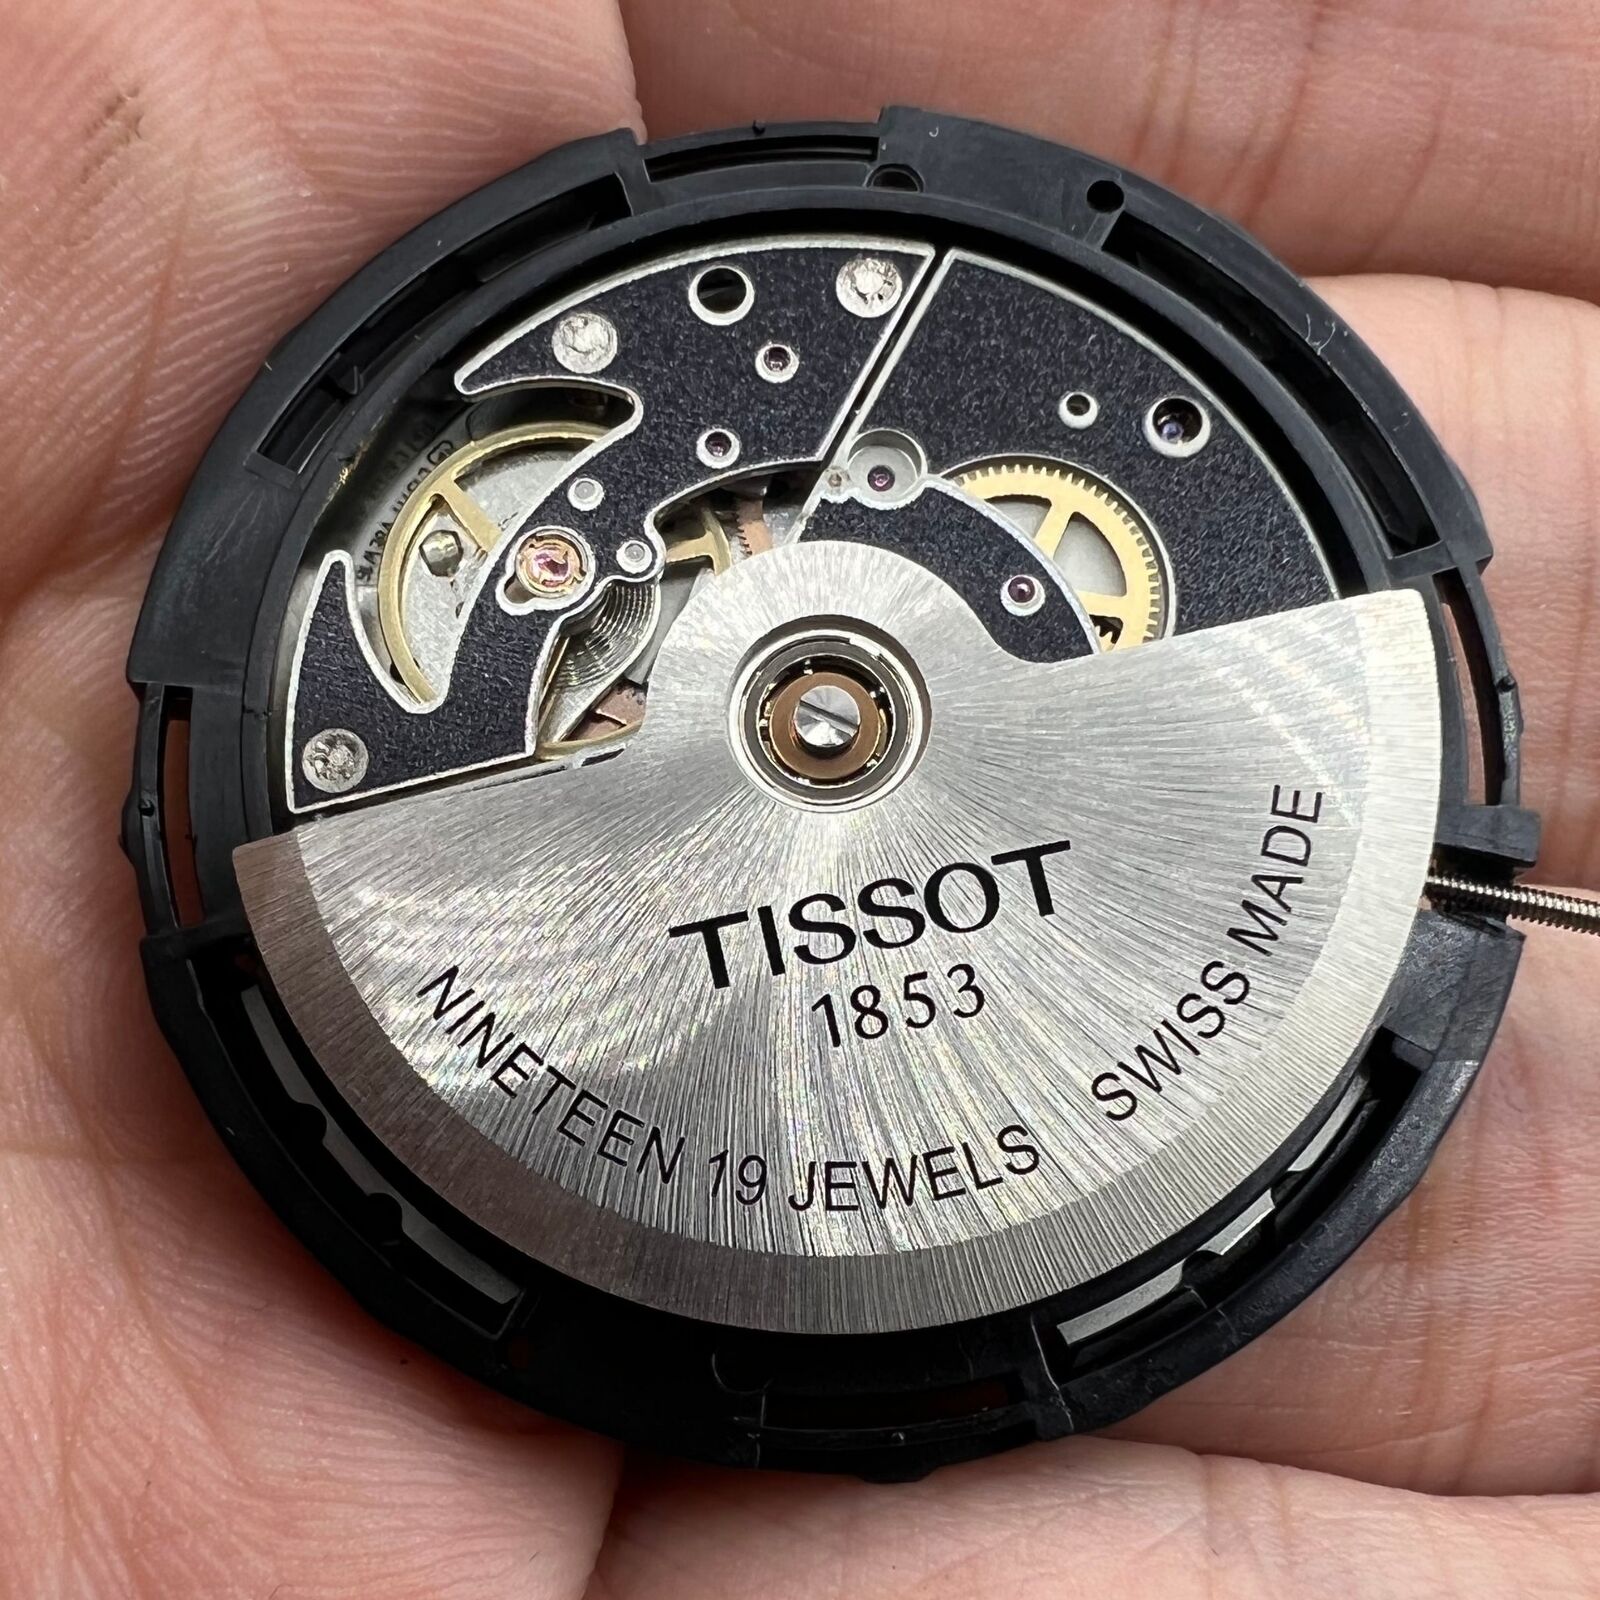 TISSOT
1853
NINETEEN 19 JEWELS SWISS MADE